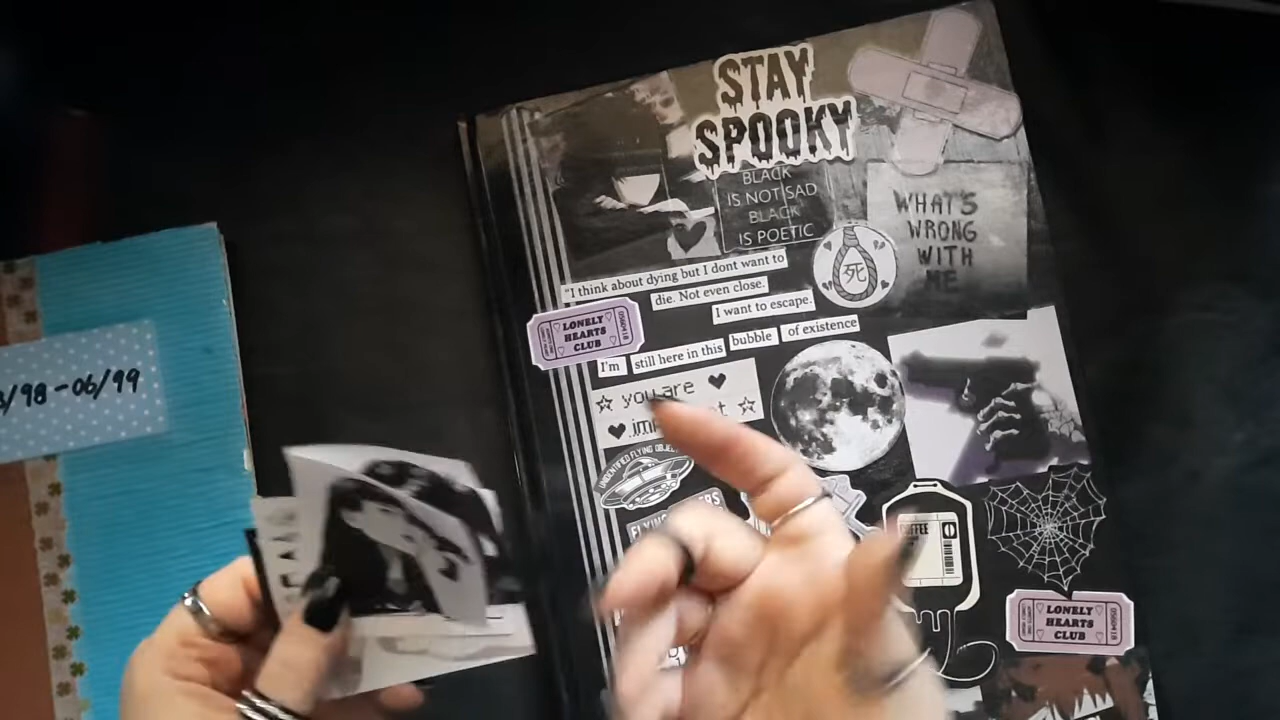 STAY
SPOOKY
BLACK
IS NOT SAD
BLACK
IS POETIC
WHAT'S
WRONG
WITH
ME
死
"I think about dying but I dont want to
die. Not even close.
I want to escape.
I'm still here in this bubble of existence
LONELY
HEARTS
CLUB
you are
UNIDENTIFIED FLYING OBJECT
COFFEE
LONELY
HEARTS
CLUB
/98-06/99